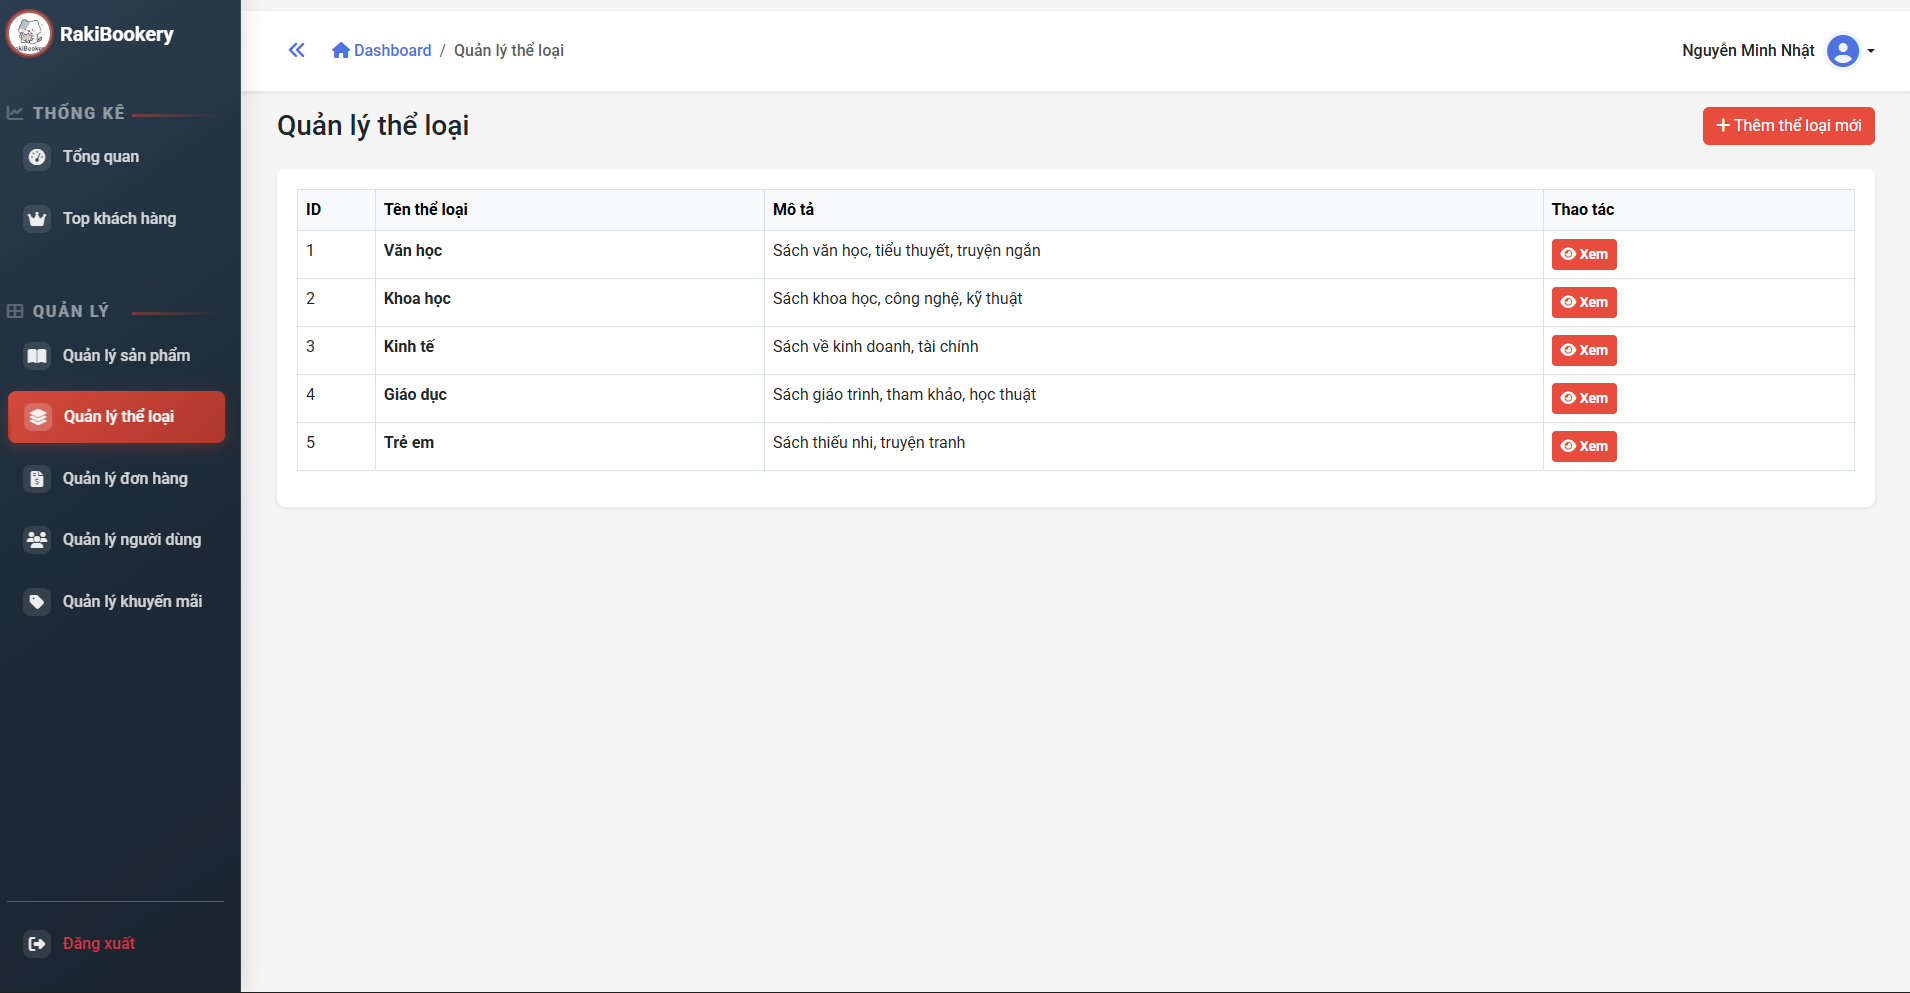 RakiBookery
THỐNG KÊ
Tổng quan
Top khách hàng
QUẢN LÝ
Quản lý sản phẩm
Quản lý thể loại
Quản lý đơn hàng
Quản lý người dùng
Quản lý khuyến mãi
Đăng xuất
Dashboard / Quản lý thể loại
Nguyễn Minh Nhật
Quản lý thể loại
Thêm thể loại mới
ID Tên thể loại Mô tả Thao tác
1 Văn học Sách văn học, tiểu thuyết, truyện ngắn Xem
2 Khoa học Sách khoa học, công nghệ, kỹ thuật Xem
3 Kinh tế Sách về kinh doanh, tài chính Xem
4 Giáo dục Sách giáo trình, tham khảo, học thuật Xem
5 Trẻ em Sách thiếu nhi, truyện tranh Xem